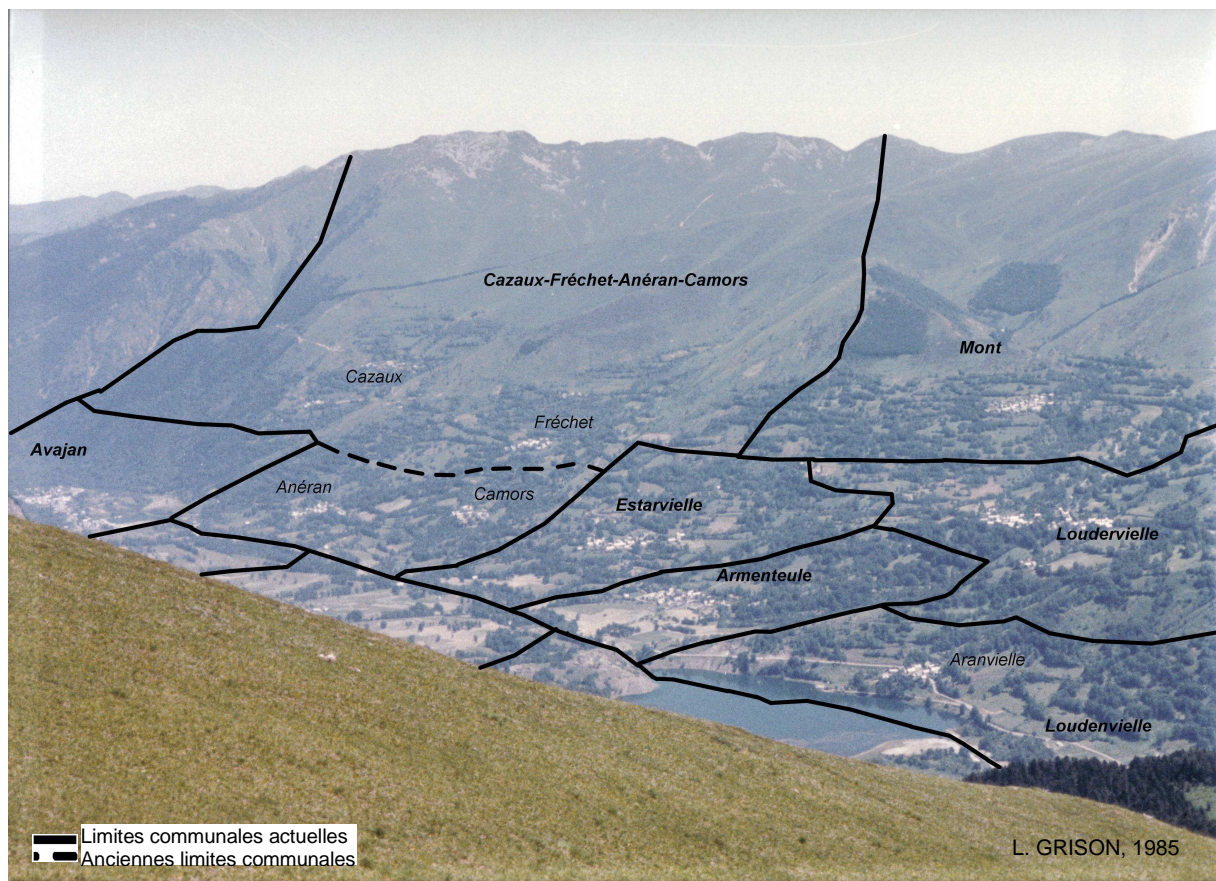 Cazaux-Fréchet-Anéran-Camors
Mont
Cazaux
Fréchet
Avajan
Anéran
Camors
Estarvielle
Loudervielle
Armenteule
Aranvielle
Loudenvielle
Limites communales actuelles
Anciennes limites communales
L. GRISON, 1985